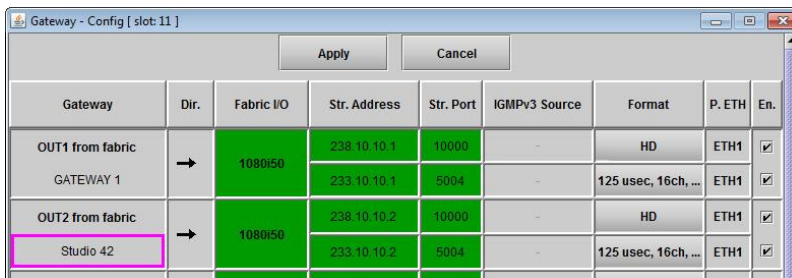 Gateway - Config [ slot: 11 ]
Apply Cancel
Gateway Dir. Fabric I/O Str. Address Str. Port IGMPv3 Source Format P. ETH En.
OUT1 from fabric 1080i50 238.10.10.1 10000 - HD ETH1
GATEWAY 1 233.10.10.1 5004 - 125 usec, 16ch, ... ETH1
OUT2 from fabric 1080i50 238.10.10.2 10000 - HD ETH1
Studio 42 233.10.10.2 5004 - 125 usec, 16ch, ... ETH1